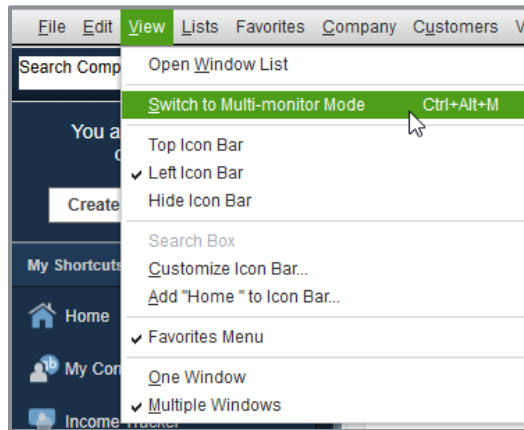 File Edit View Lists Favorites Company Customers V
Search Comp
Open Window List
Switch to Multi-monitor Mode Ctrl+Alt+M
You a
Top Icon Bar
Left Icon Bar
Create
Hide Icon Bar
Search Box
My Shortcuts
Customize Icon Bar...
Add "Home " to Icon Bar...
Home
Favorites Menu
My Con
One Window
Multiple Windows
Income Tracker